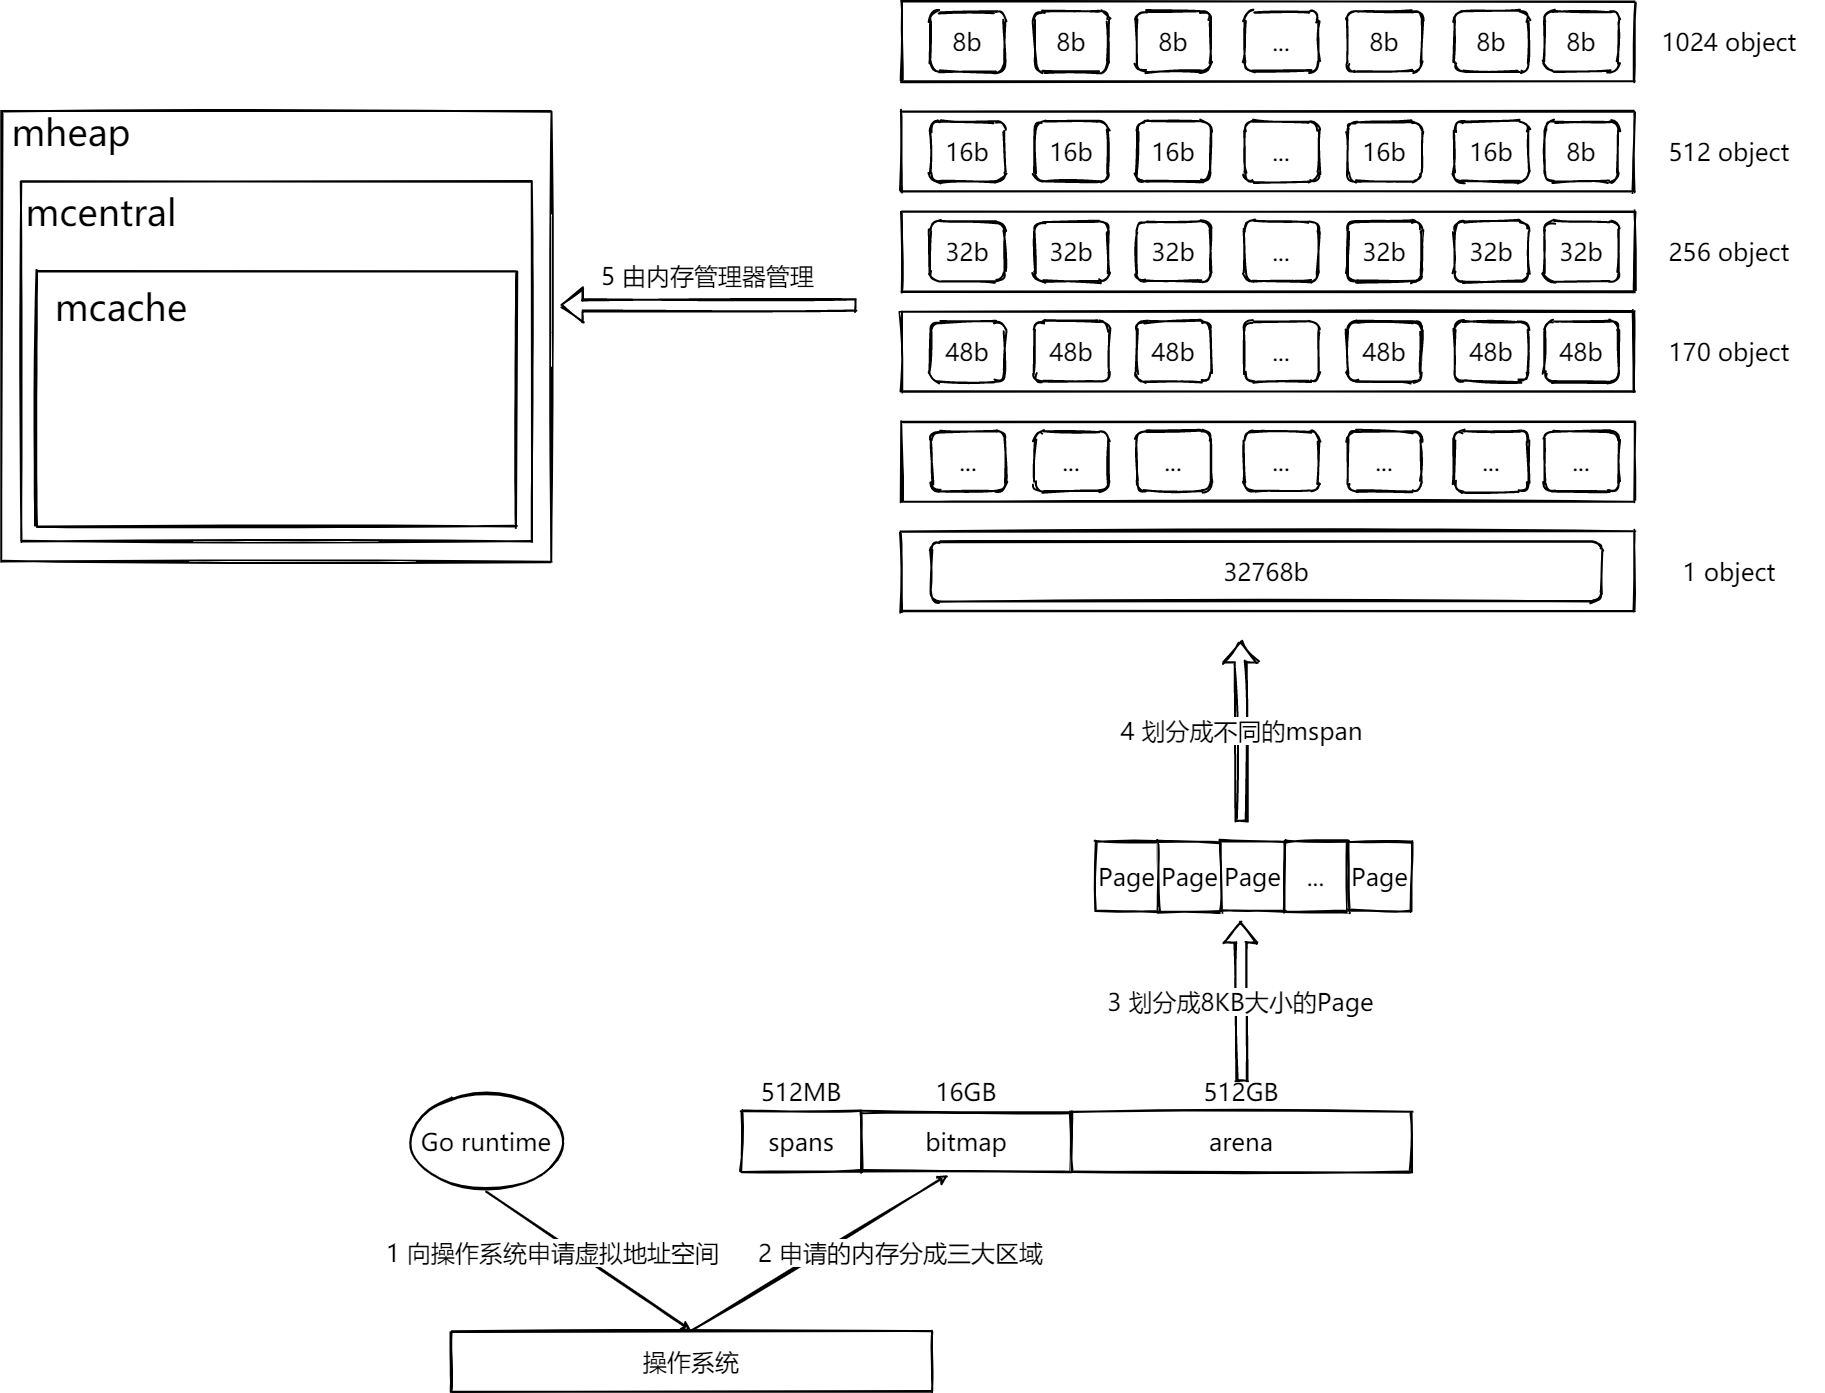 8b 8b 8b ... 8b 8b 8b 1024 object
mheap
16b 16b 16b ... 16b 16b 8b 512 object
mcentral
32b 32b 32b ... 32b 32b 32b 256 object
5 由内存管理器管理
mcache
48b 48b 48b ... 48b 48b 48b 170 object
... ... ... ... ... ... ...
32768b 1 object
4 划分成不同的mspan
Page Page Page ... Page
3 划分成8KB大小的Page
512MB 16GB 512GB
Go runtime spans bitmap arena
1 向操作系统申请虚拟地址空间 2 申请的内存分成三大区域
操作系统